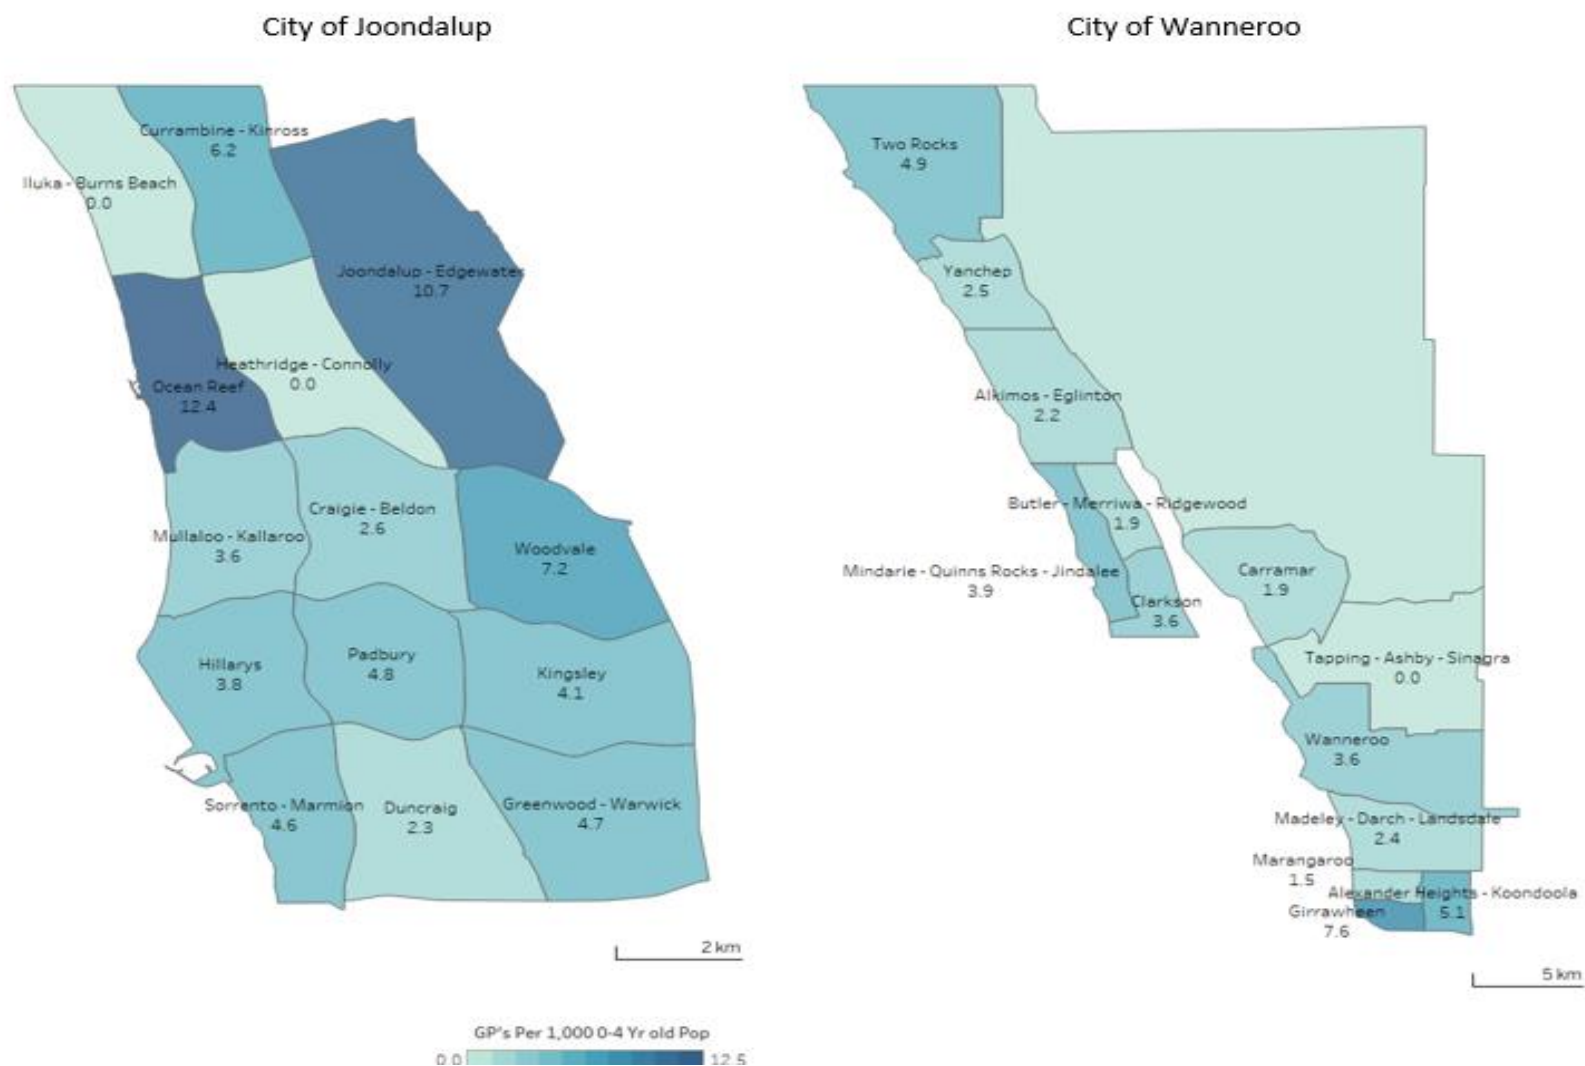 City of Joondalup
City of Wanneroo
Currambine - Kinross
6.2
Iluka - Burns Beach
0.0
Joondalup - Edgewater
10.7
Heathridge - Connolly
0.0
Ocean Reef
12.4
Craigie - Beldon
2.6
Mullaloo - Kallaroo
3.6
Woodvale
7.2
Hillarys
3.8
Padbury
4.8
Kingsley
4.1
Sorrento - Marmion
4.6
Duncraig
2.3
Greenwood - Warwick
4.7
2 km
Two Rocks
4.9
Yanchep
2.5
Alkimos - Eglinton
2.2
Butler - Merriwa - Ridgewood
1.9
Mindarie - Quinns Rocks - Jindalee
3.9
Clarkson
3.6
Carramar
1.9
Tapping - Ashby - Sinagra
0.0
Wanneroo
3.6
Madeley - Darch - Landsdale
2.4
Marangaroo
1.5
Alexander Heights - Koondoola
5.1
Girrawheen
7.6
5 km
GP's Per 1,000 0-4 Yr old Pop
0.0
12.5